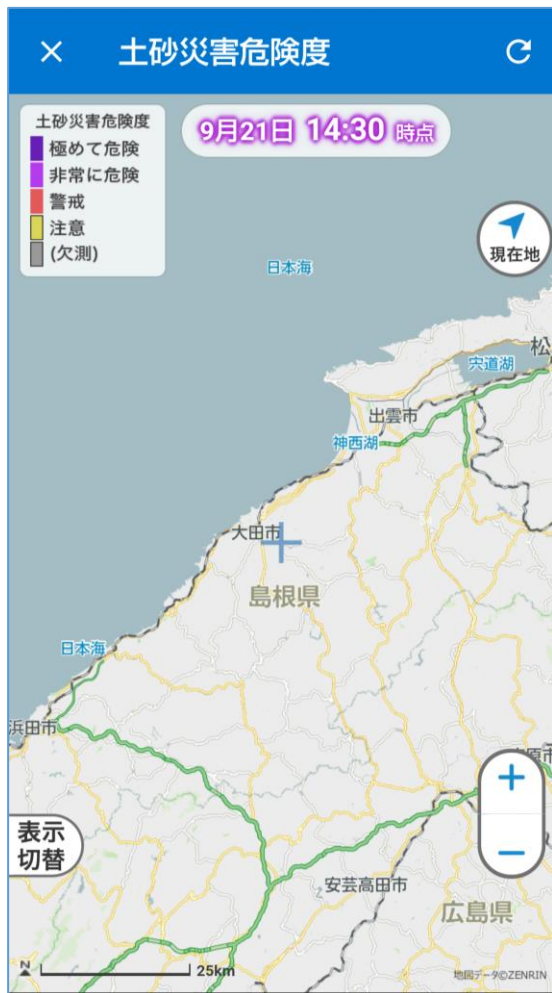 土砂災害危険度
土砂災害危険度
極めて危険
非常に危険
警戒
注意
(欠測)
9月21日 14:30 時点
現在地
日本海
松
宍道湖
出雲市
神西湖
大田市
島根県
日本海
浜田市
原市
表示
切替
安芸高田市
広島県
N
25km
地図データ©ZENRIN